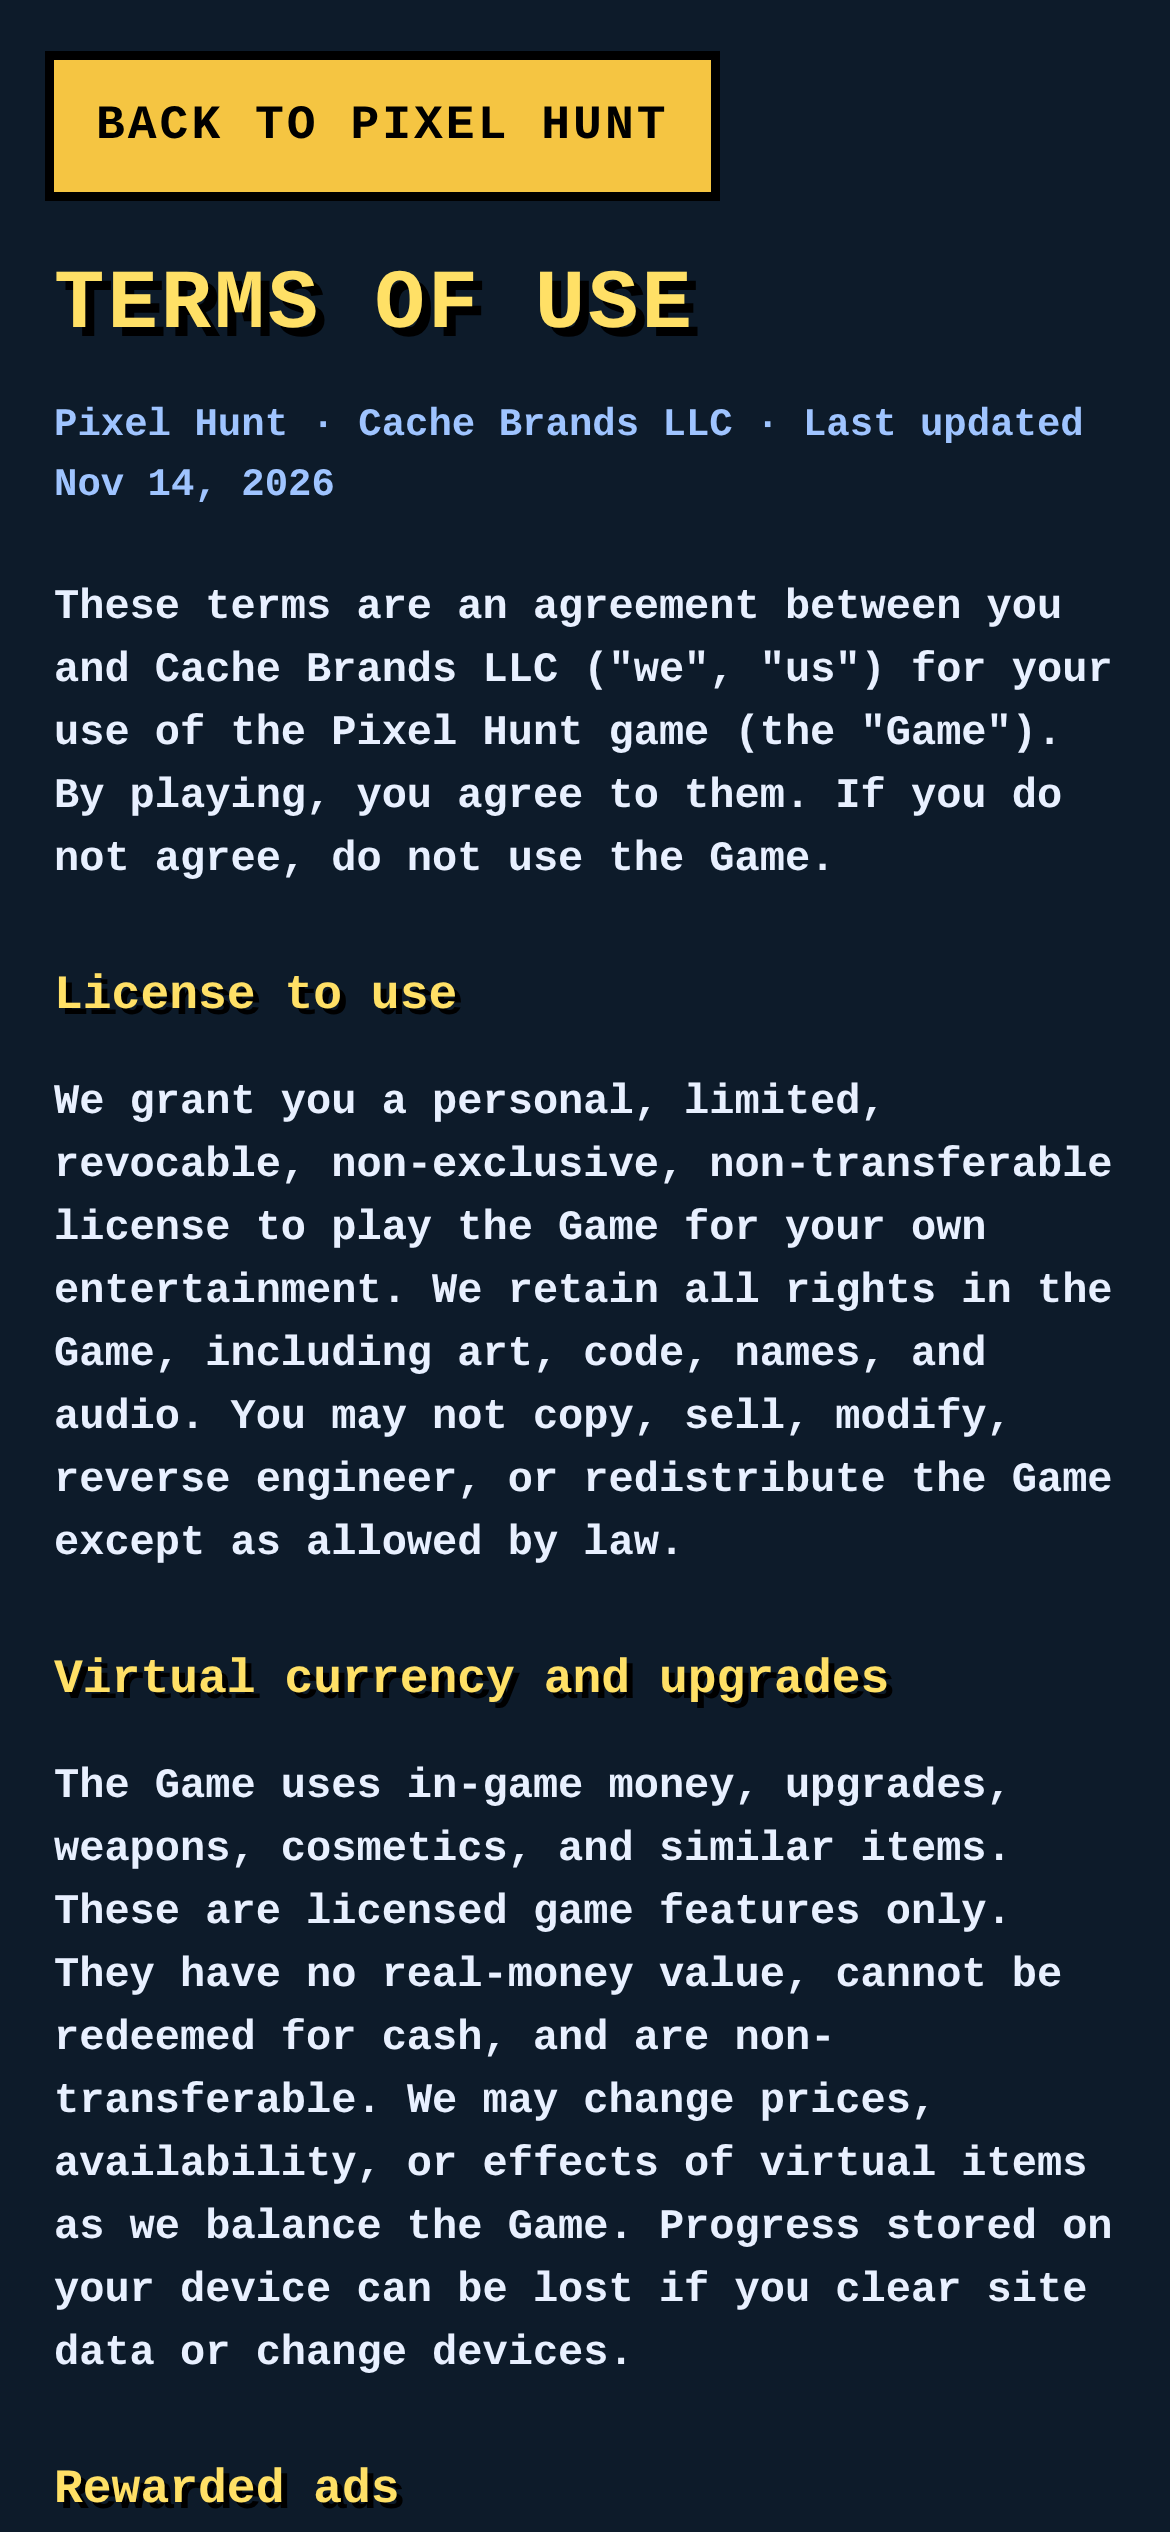 BACK TO PIXEL HUNT
TERMS OF USE
Pixel Hunt · Cache Brands LLC · Last updated
Nov 14, 2026
These terms are an agreement between you
and Cache Brands LLC ("we", "us") for your
use of the Pixel Hunt game (the "Game").
By playing, you agree to them. If you do
not agree, do not use the Game.
License to use
We grant you a personal, limited,
revocable, non-exclusive, non-transferable
license to play the Game for your own
entertainment. We retain all rights in the
Game, including art, code, names, and
audio. You may not copy, sell, modify,
reverse engineer, or redistribute the Game
except as allowed by law.
Virtual currency and upgrades
The Game uses in-game money, upgrades,
weapons, cosmetics, and similar items.
These are licensed game features only.
They have no real-money value, cannot be
redeemed for cash, and are non-
transferable. We may change prices,
availability, or effects of virtual items
as we balance the Game. Progress stored on
your device can be lost if you clear site
data or change devices.
Rewarded ads